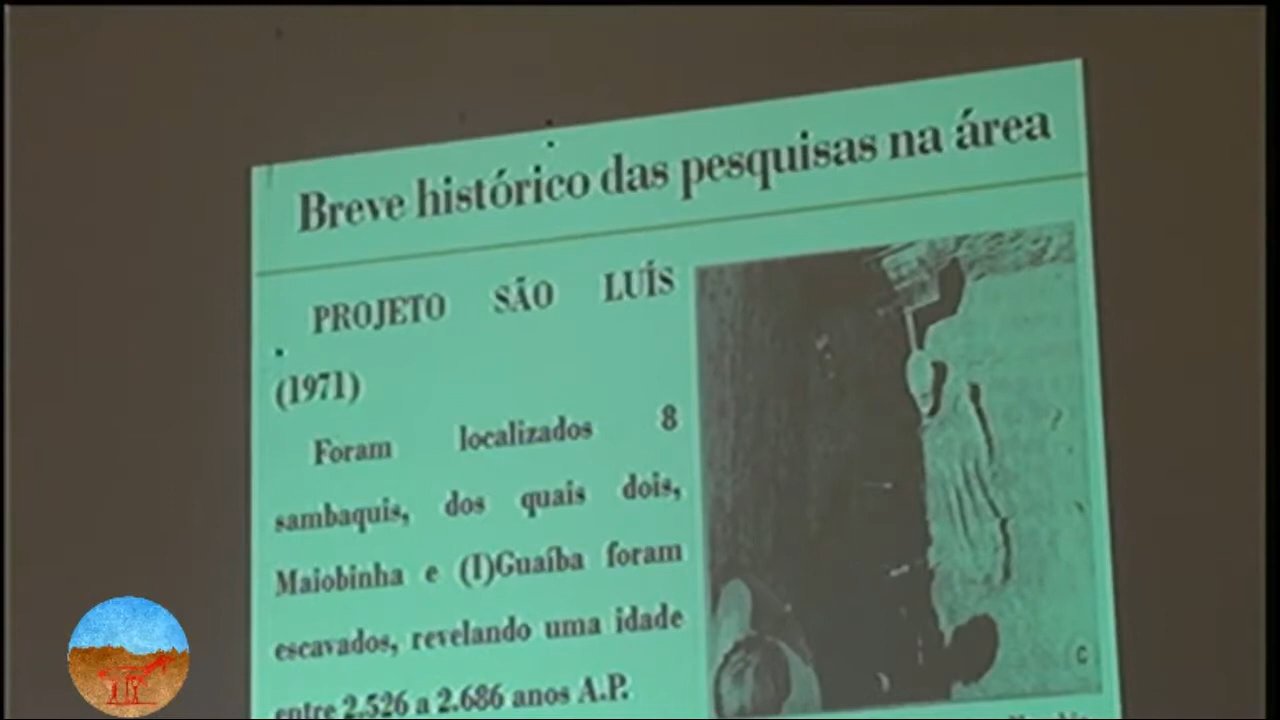 Breve histórico das pesquisas na área
PROJETO SÃO LUÍS
(1971)
Foram localizados 8
sambaquis, dos quais dois,
Maiobinha e (I)Guaíba foram
escavados, revelando uma idade
entre 2.526 a 2.686 anos A.P.
C